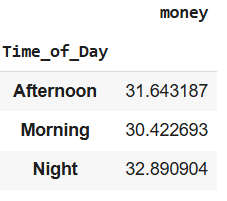 money
Time_of_Day
Afternoon 31.643187
Morning 30.422693
Night 32.890904